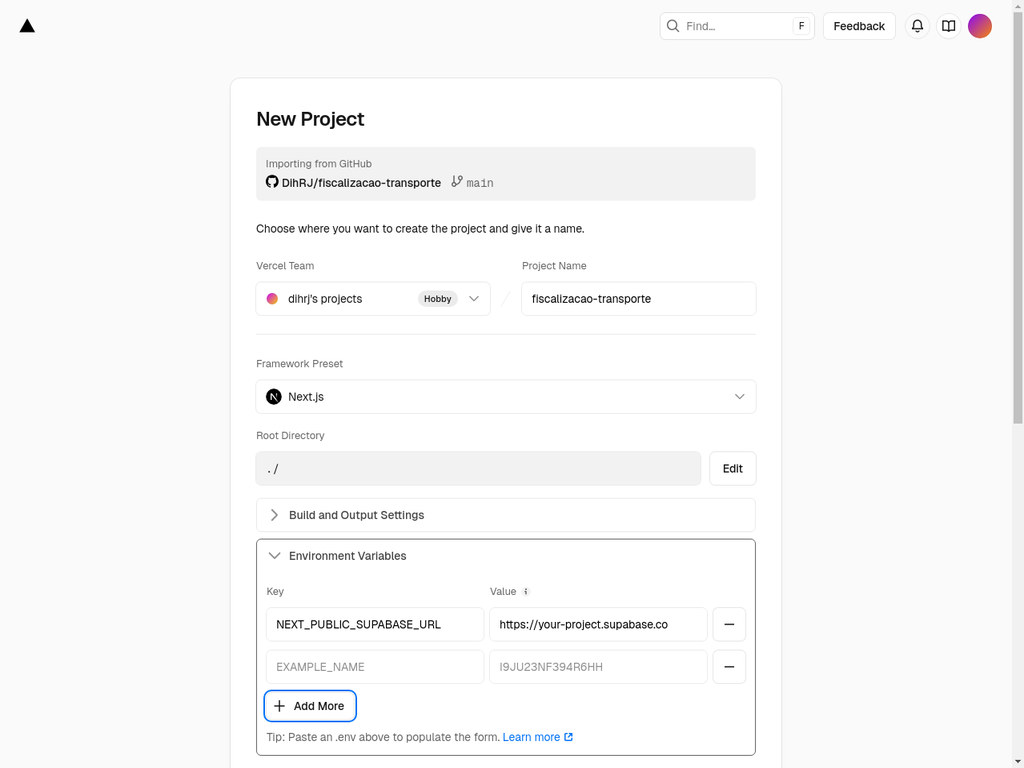 Find... F Feedback
New Project
Importing from GitHub
DihRJ/fiscalizacao-transporte main
Choose where you want to create the project and give it a name.
Vercel Team Project Name
dihrj's projects Hobby fiscalizacao-transporte
Framework Preset
N Next.js
Root Directory
./ Edit
Build and Output Settings
Environment Variables
Key Value i
NEXT_PUBLIC_SUPABASE_URL https://your-project.supabase.co
EXAMPLE_NAME I9JU23NF394R6HH
Add More
Tip: Paste an .env above to populate the form. Learn more